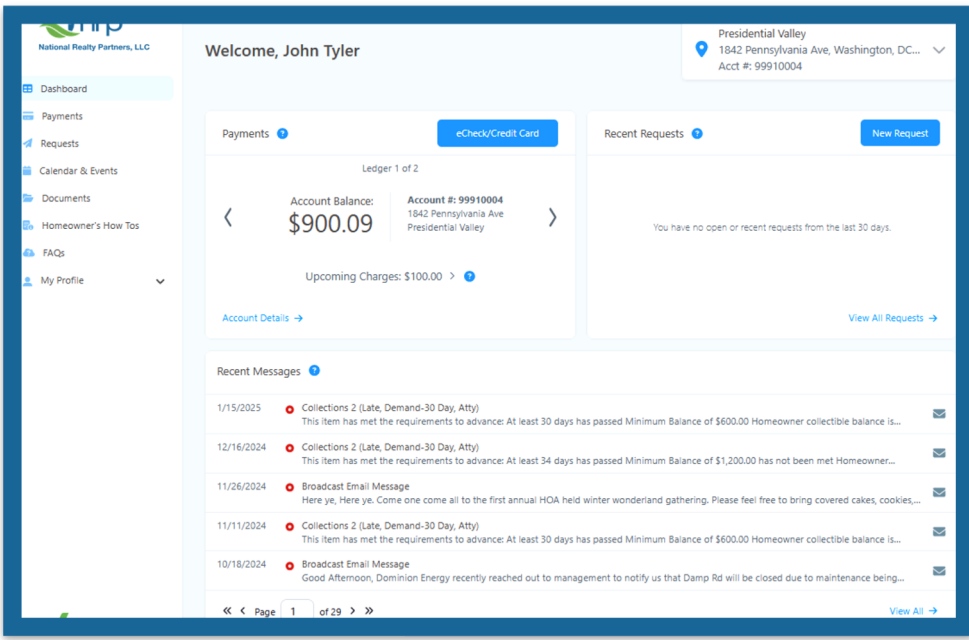 nrp
National Realty Partners, LLC
Welcome, John Tyler
Presidential Valley
1842 Pennsylvania Ave, Washington, DC...
Acct #: 99910004
Dashboard
Payments
Requests
Calendar & Events
Documents
Homeowner's How Tos
FAQs
My Profile
Payments ?
eCheck/Credit Card
Ledger 1 of 2
Account Balance:
$900.09
Account #: 99910004
1842 Pennsylvania Ave
Presidential Valley
Upcoming Charges: $100.00 > ?
Account Details →
Recent Requests ?
New Request
You have no open or recent requests from the last 30 days.
View All Requests →
Recent Messages ?
1/15/2025 Collections 2 (Late, Demand-30 Day, Atty)
This item has met the requirements to advance: At least 30 days has passed Minimum Balance of $600.00 Homeowner collectible balance is...
12/16/2024 Collections 2 (Late, Demand-30 Day, Atty)
This item has met the requirements to advance: At least 34 days has passed Minimum Balance of $1,200.00 has not been met Homeowner...
11/26/2024 Broadcast Email Message
Here ye, Here ye. Come one come all to the first annual HOA held winter wonderland gathering. Please feel free to bring covered cakes, cookies,...
11/11/2024 Collections 2 (Late, Demand-30 Day, Atty)
This item has met the requirements to advance: At least 30 days has passed Minimum Balance of $600.00 Homeowner collectible balance is...
10/18/2024 Broadcast Email Message
Good Afternoon, Dominion Energy recently reached out to management to notify us that Damp Rd will be closed due to maintenance being...
« < Page 1 of 29 > »
View All →